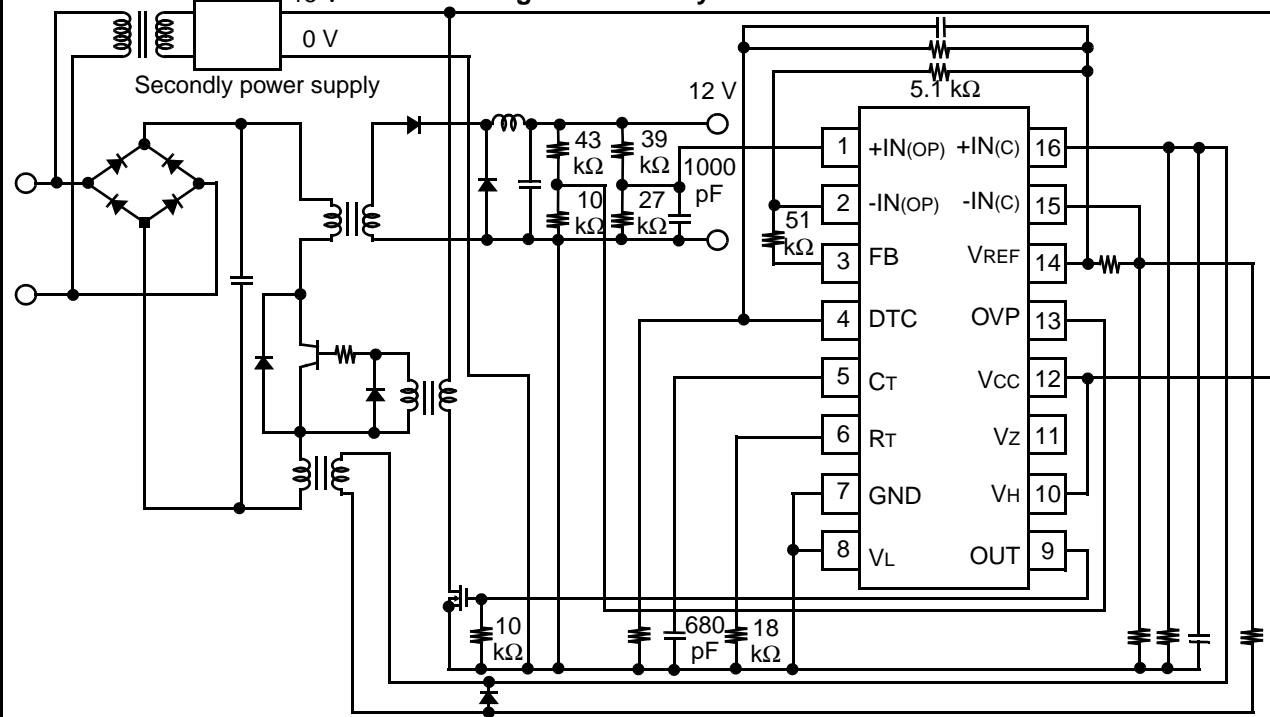 0 V
Secondly power supply
12 V
5.1 kΩ
43 kΩ
39 kΩ
1000 pF
10 kΩ
27 kΩ
51 kΩ
1 +IN(OP) +IN(C) 16
2 -IN(OP) -IN(C) 15
3 FB VREF 14
4 DTC OVP 13
5 CT VCC 12
6 RT VZ 11
7 GND VH 10
8 VL OUT 9
10 kΩ
680 pF
18 kΩ